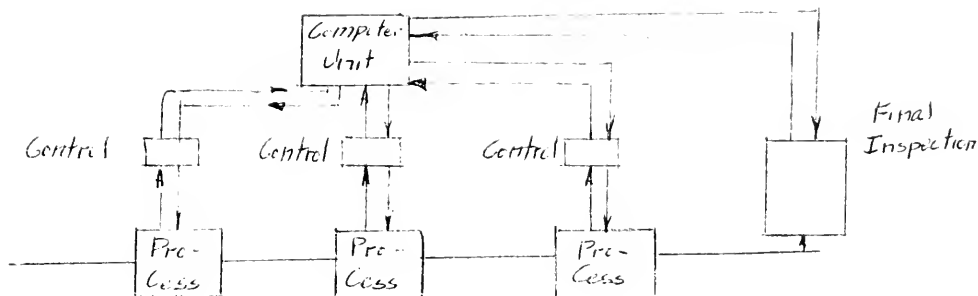 Computer
Unit
Control
Control
Control
Final
Inspection
Pro-
cess
Pro-
cess
Pro-
cess